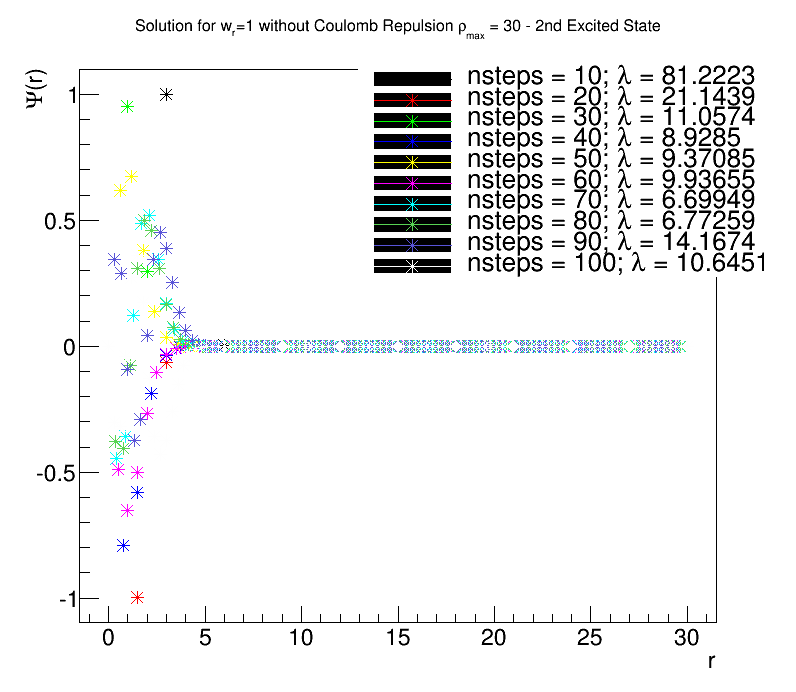 Solution for wr=1 without Coulomb Repulsion ρmax = 30 - 2nd Excited State
Ψ(r)
nsteps = 10; λ = 81.2223
nsteps = 20; λ = 21.1439
nsteps = 30; λ = 11.0574
nsteps = 40; λ = 8.9285
nsteps = 50; λ = 9.37085
nsteps = 60; λ = 9.93655
nsteps = 70; λ = 6.69949
nsteps = 80; λ = 6.77259
nsteps = 90; λ = 14.1674
nsteps = 100; λ = 10.6451
1
0.5
0
-0.5
-1
0 5 10 15 20 25 30
r